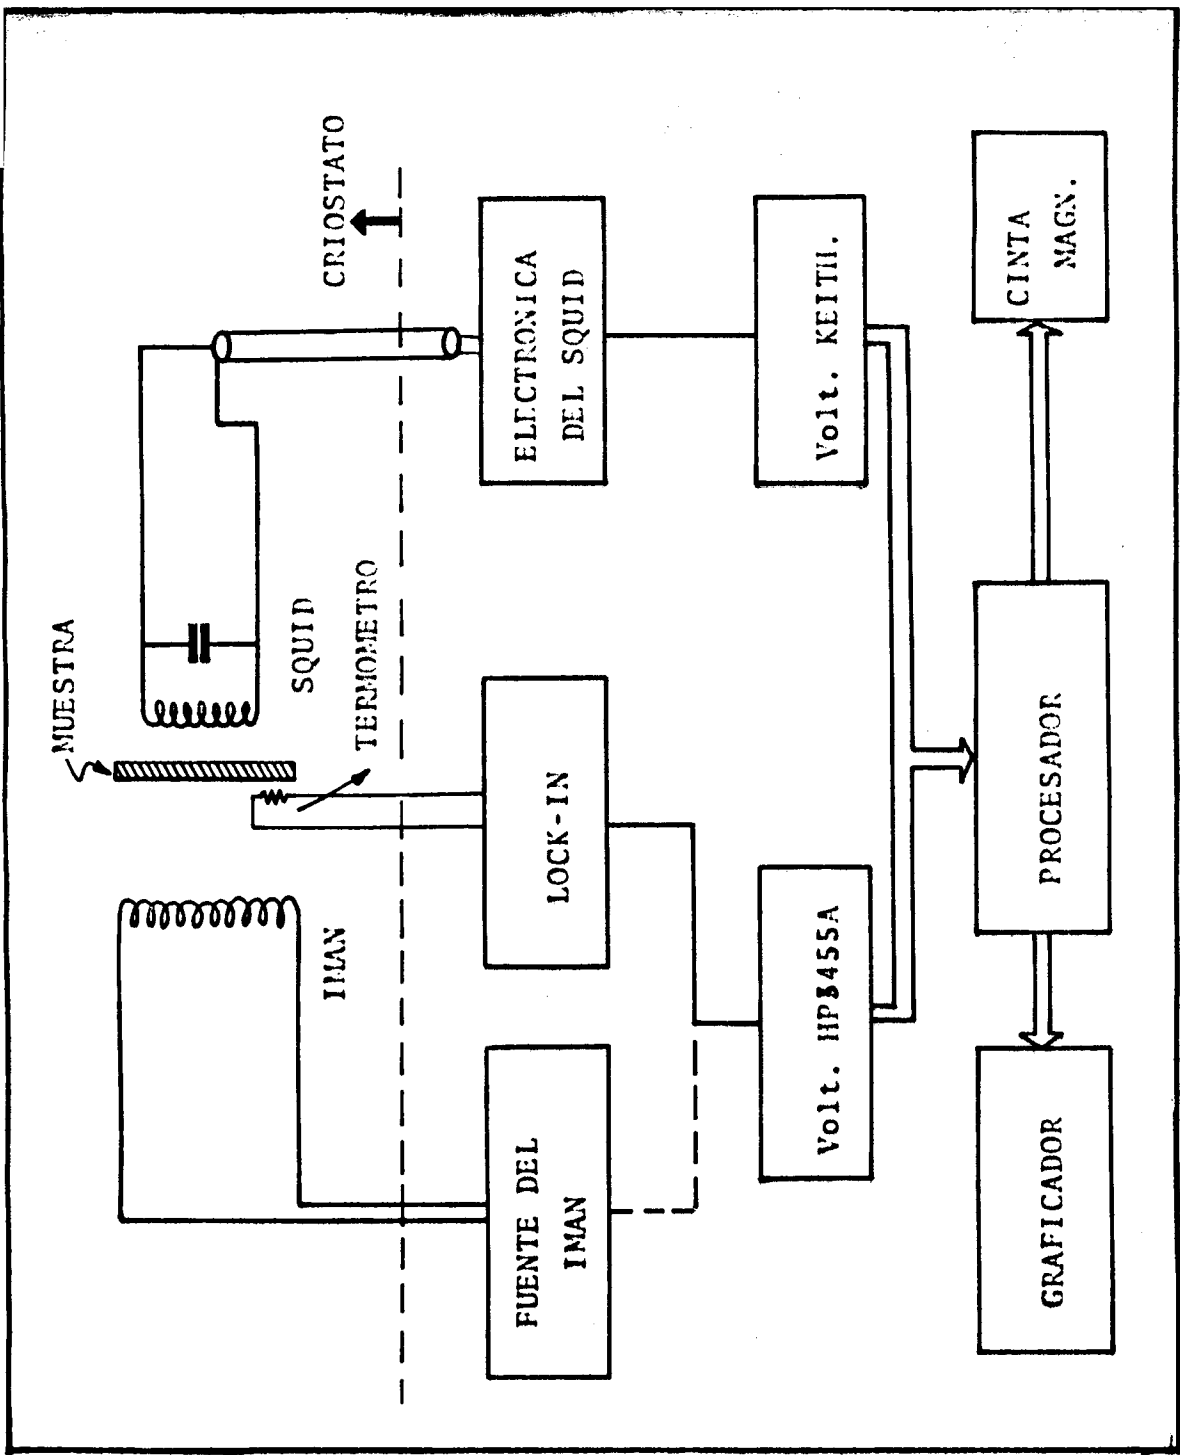 MUESTRA
CRIOSTATO
SQUID
TERMOMETRO
IMAN
FUENTE DEL
IMAN
LOCK-IN
ELECTRONICA
DEL SQUID
Volt. HP3455A
Volt. KEITH.
GRAFICADOR
PROCESADOR
CINTA
MAGN.